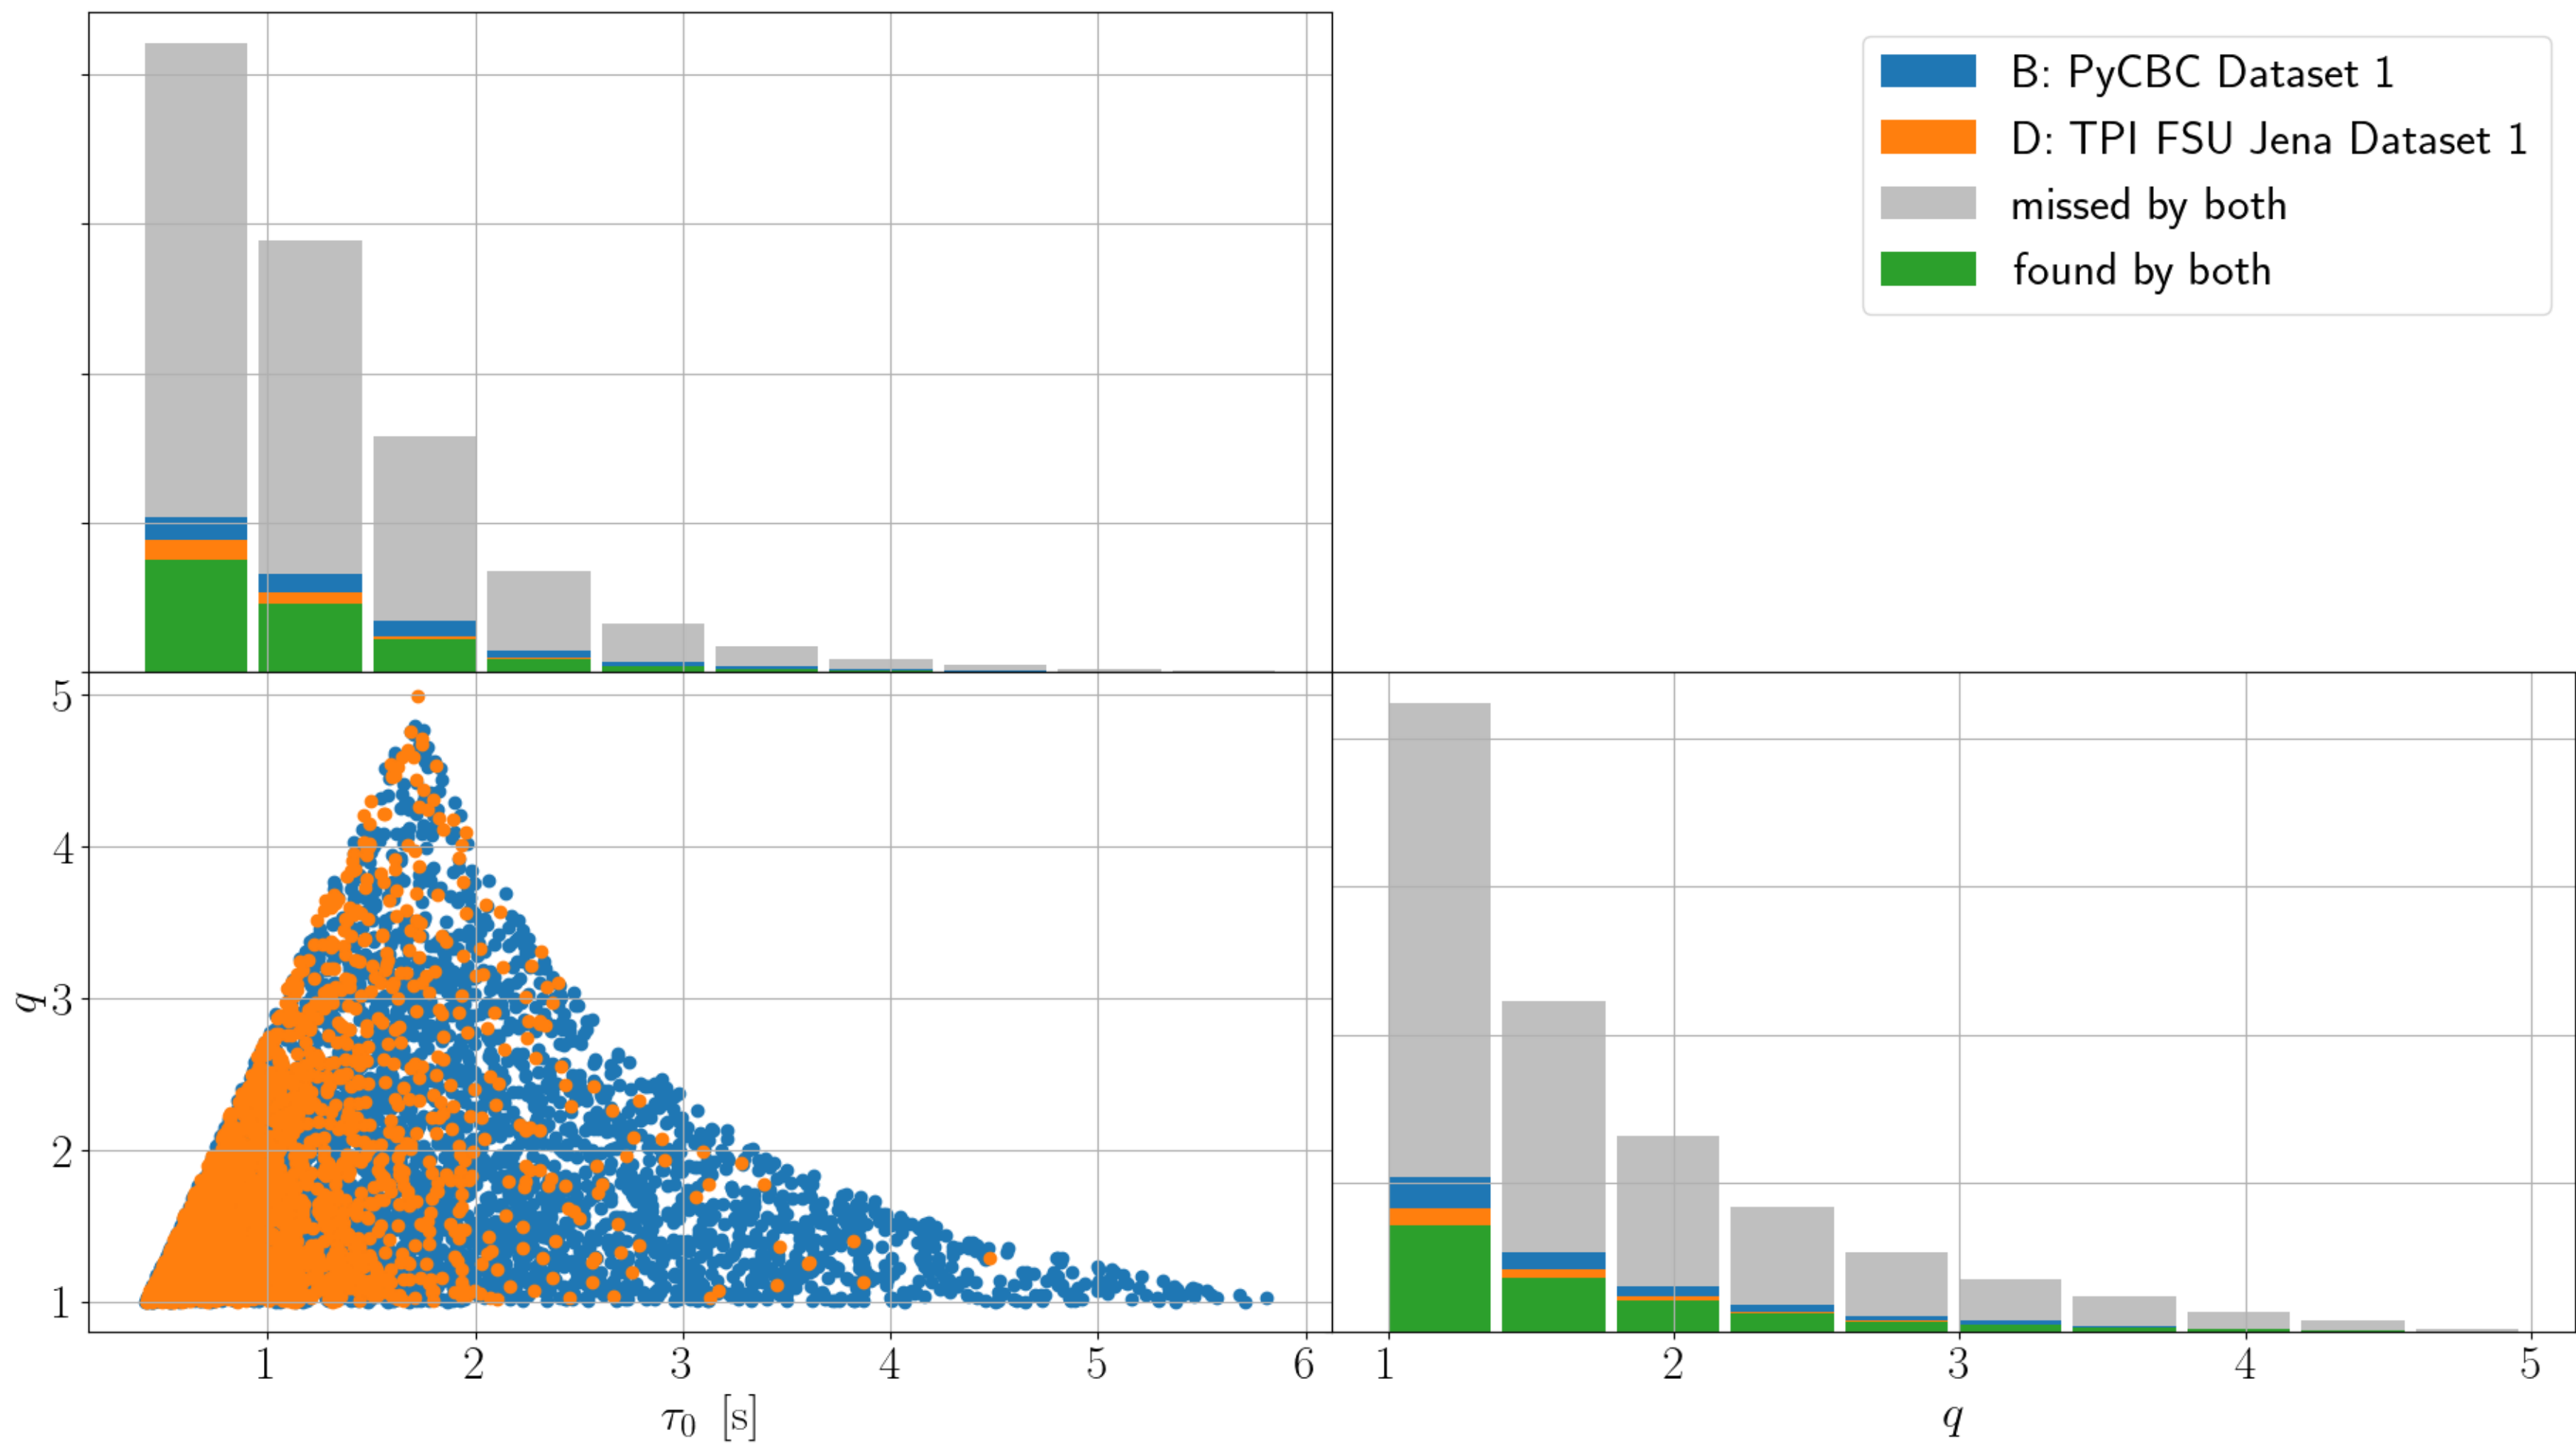 B: PyCBC Dataset 1
D: TPI FSU Jena Dataset 1
missed by both
found by both
5
4
3
2
1
q
1 2 3 4 5 6
τ₀ [s]
1 2 3 4 5
q